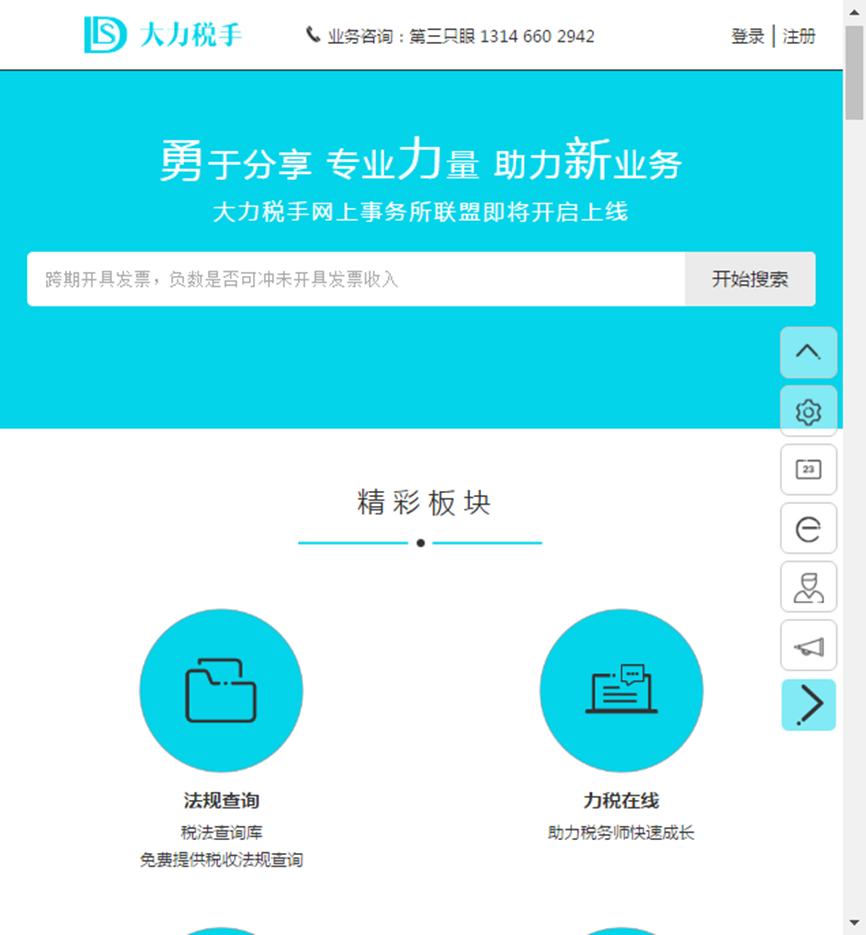 DS 大力税手
业务咨询：第三只眼 1314 660 2942
登录 | 注册
勇于分享 专业力量 助力新业务
大力税手网上事务所联盟即将开启上线
跨期开具发票，负数是否可冲未开具发票收入
开始搜索
23
精彩板块
法规查询
税法查询库
免费提供税收法规查询
力税在线
助力税务师快速成长